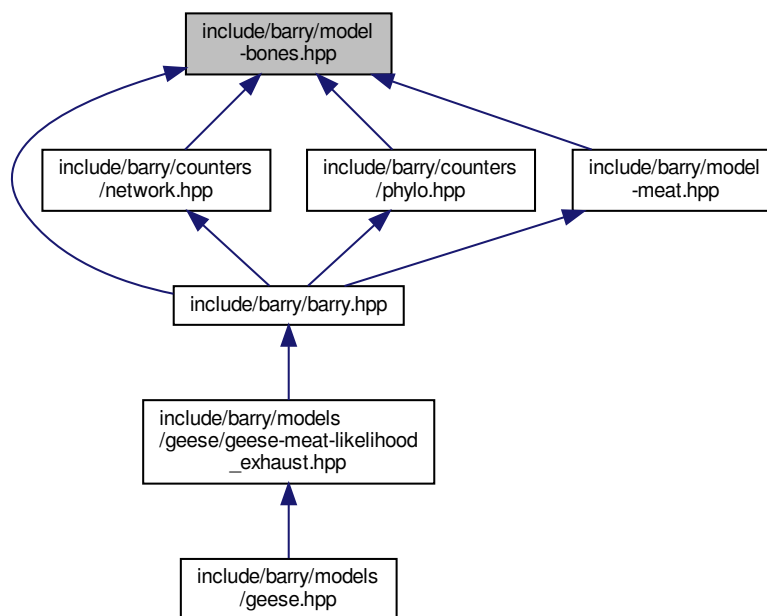 include/barry/model
-bones.hpp
include/barry/counters
/network.hpp
include/barry/counters
/phylo.hpp
include/barry/model
-meat.hpp
include/barry/barry.hpp
include/barry/models
/geese/geese-meat-likelihood
_exhaust.hpp
include/barry/models
/geese.hpp